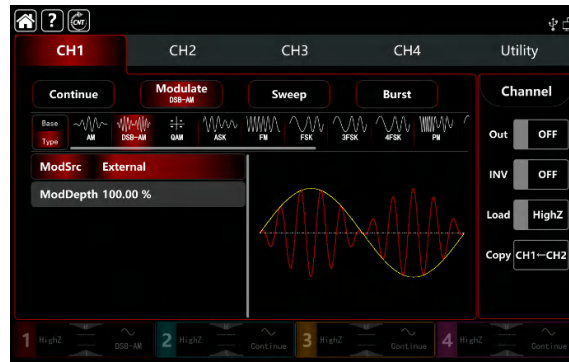 ? CNT
CH1 CH2 CH3 CH4 Utility
Continue Modulate Sweep Burst Channel
DSB-AM
Base
Type
AM DSB-AM QAM ASK FM FSK 3FSK 4FSK PM
Out OFF
ModSrc External
INV OFF
ModDepth 100.00 %
Load HighZ
Copy CH1←CH2
1 HighZ DSB-AM 2 HighZ Continue 3 HighZ Continue 4 HighZ Continue